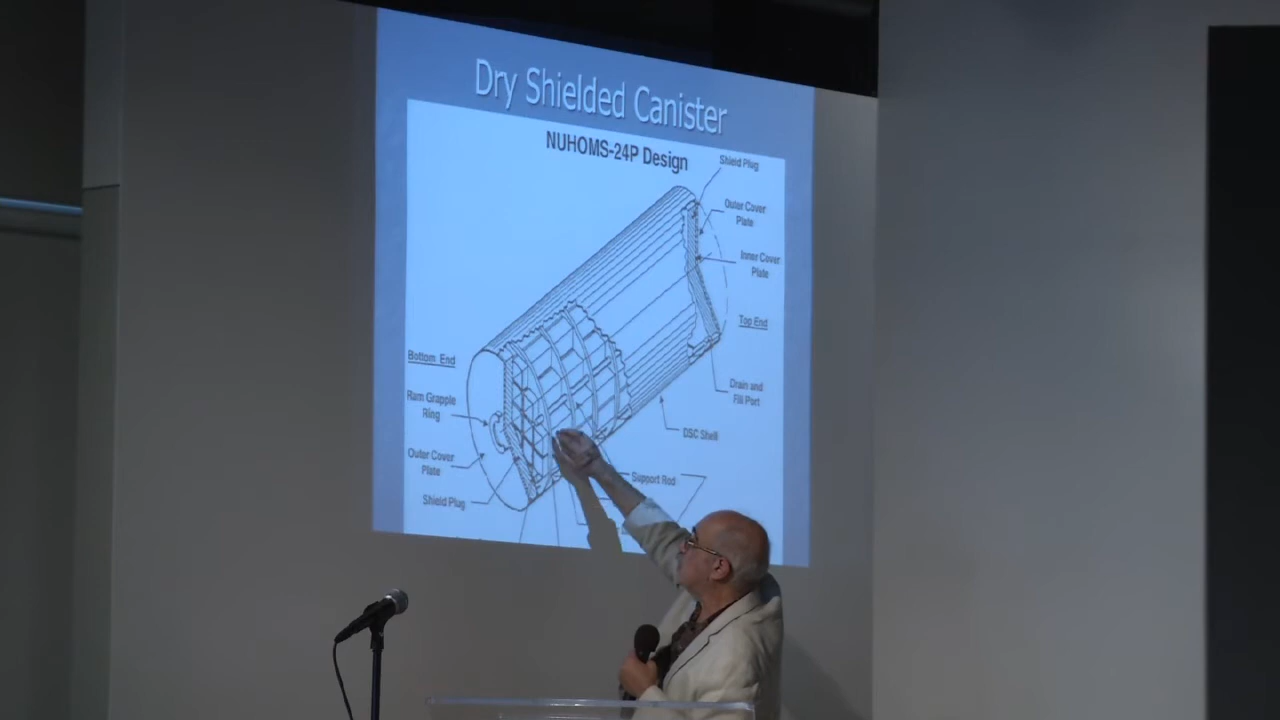 Dry Shielded Canister
NUHOMS-24P Design
Shield Plug
Outer Cover
Plate
Inner Cover
Plate
Top End
Bottom End
Ram Grapple
Ring
Drain and
Fill Port
DSC Shell
Outer Cover
Plate
Support Rod
Shield Plug